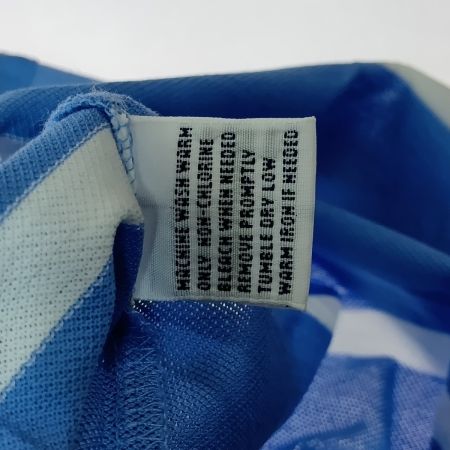 MACHINE WASH WARM
ONLY NON-CHLORINE
BLEACH WHEN NEEDED
REMOVE PROMPTLY
TUMBLE DRY LOW
WARM IRON IF NEEDED